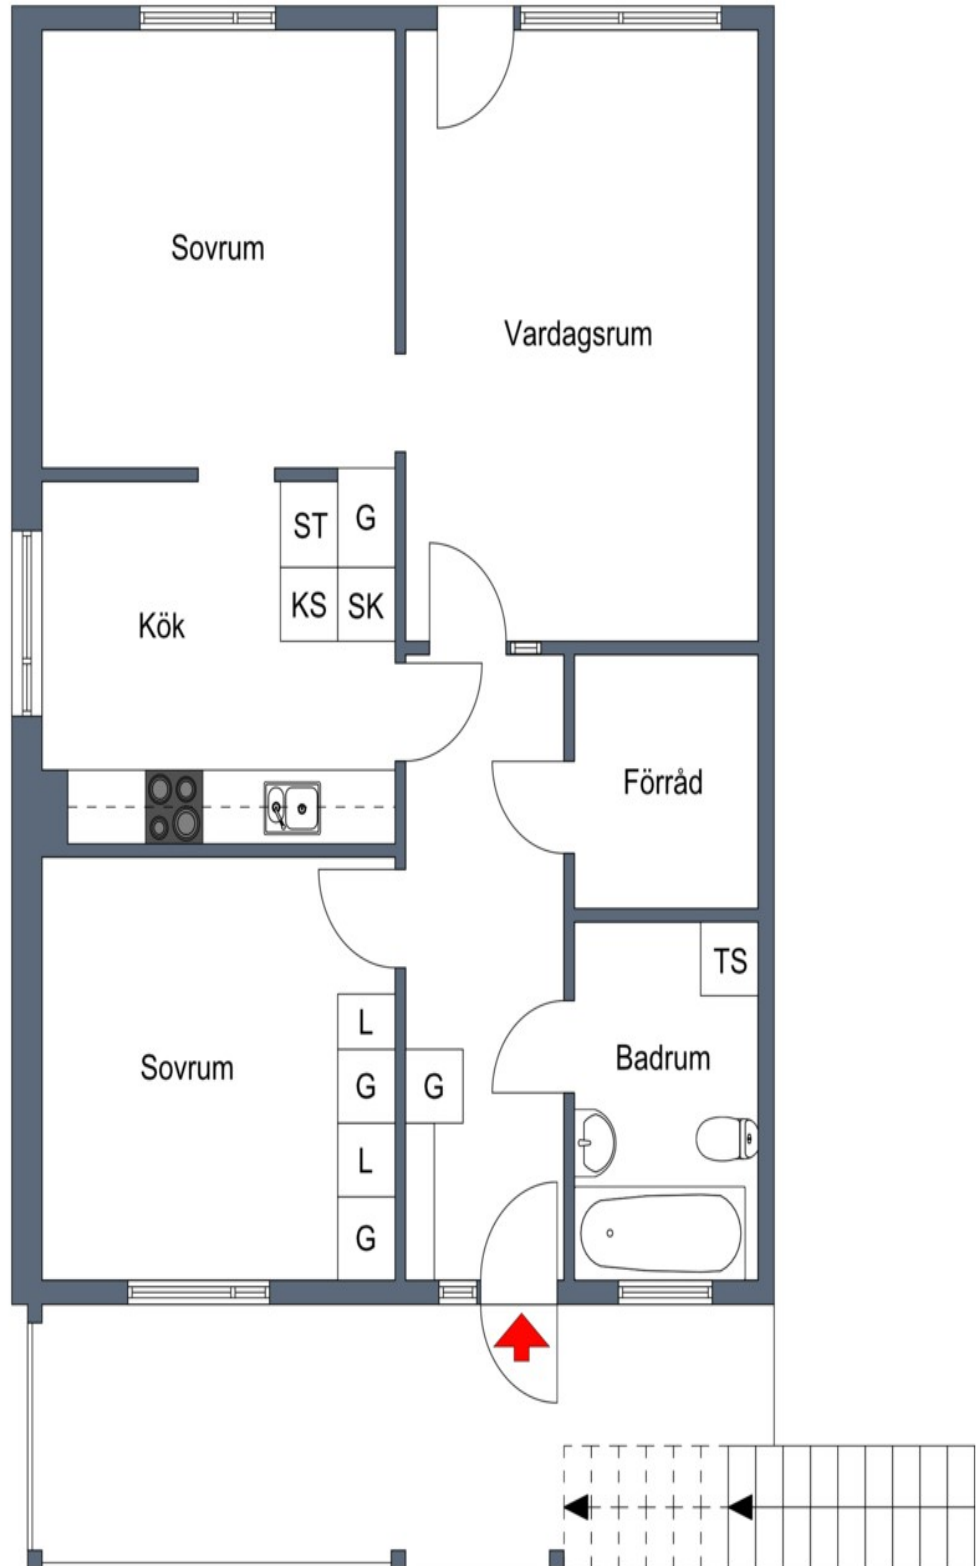 Sovrum
Vardagsrum
ST G
KS SK
Kök
Förråd
TS
L
Sovrum
Badrum
G G
L
G